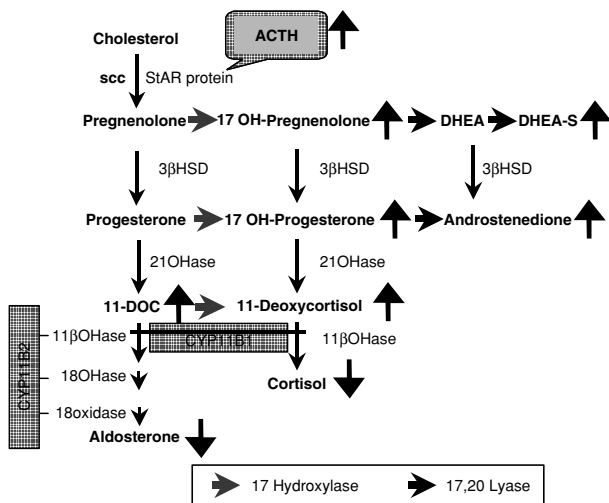 Cholesterol
ACTH
scc StAR protein
Pregnenolone 17 OH-Pregnenolone DHEA DHEA-S
3βHSD 3βHSD 3βHSD
Progesterone 17 OH-Progesterone Androstenedione
21OHase 21OHase
11-DOC 11-Deoxycortisol
CYP11B2
11βOHase CYP11B1 11βOHase
18OHase Cortisol
18oxidase
Aldosterone
17 Hydroxylase 17,20 Lyase